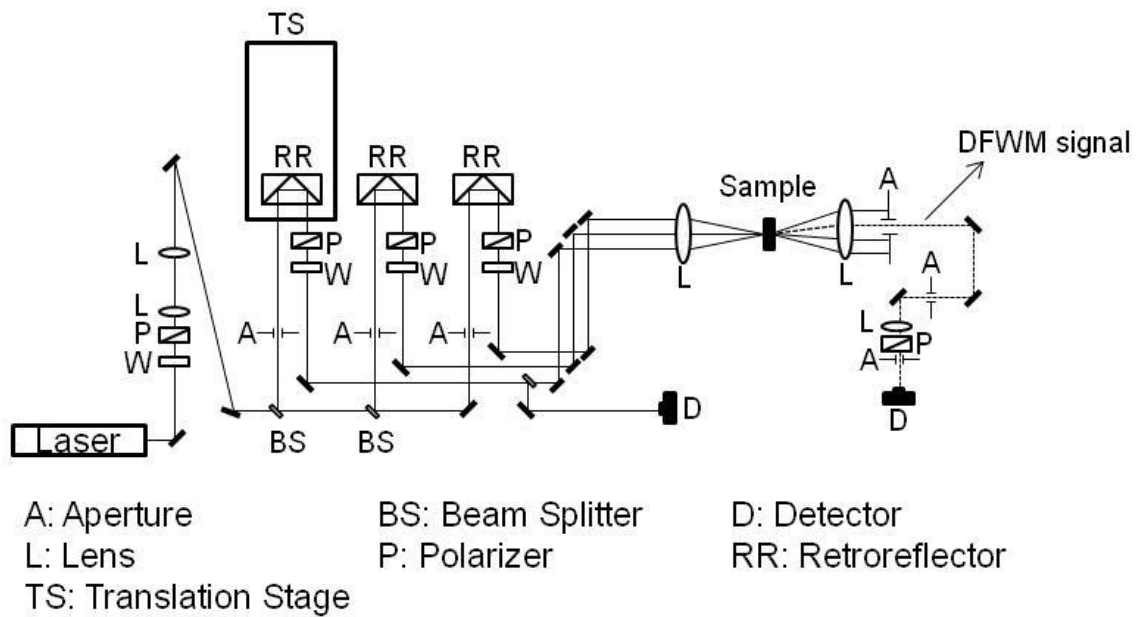 TS
RR RR RR
DFWM signal
A
Sample
P P P
L
W W W
A
L
L L
P
A A A
L
W
P
A
D
D
Laser
BS BS
A: Aperture BS: Beam Splitter D: Detector
L: Lens P: Polarizer RR: Retroreflector
TS: Translation Stage